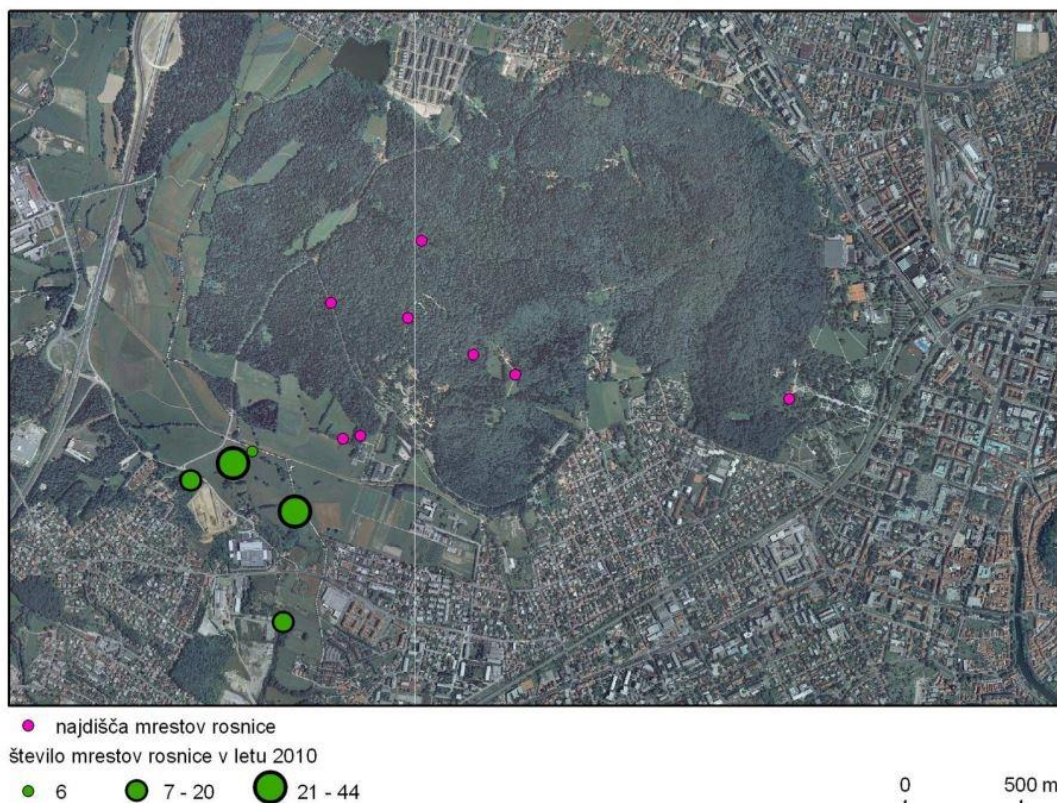 najdišča mrestov rosnice
število mrestov rosnice v letu 2010
6 7 - 20 21 - 44
0 500 m